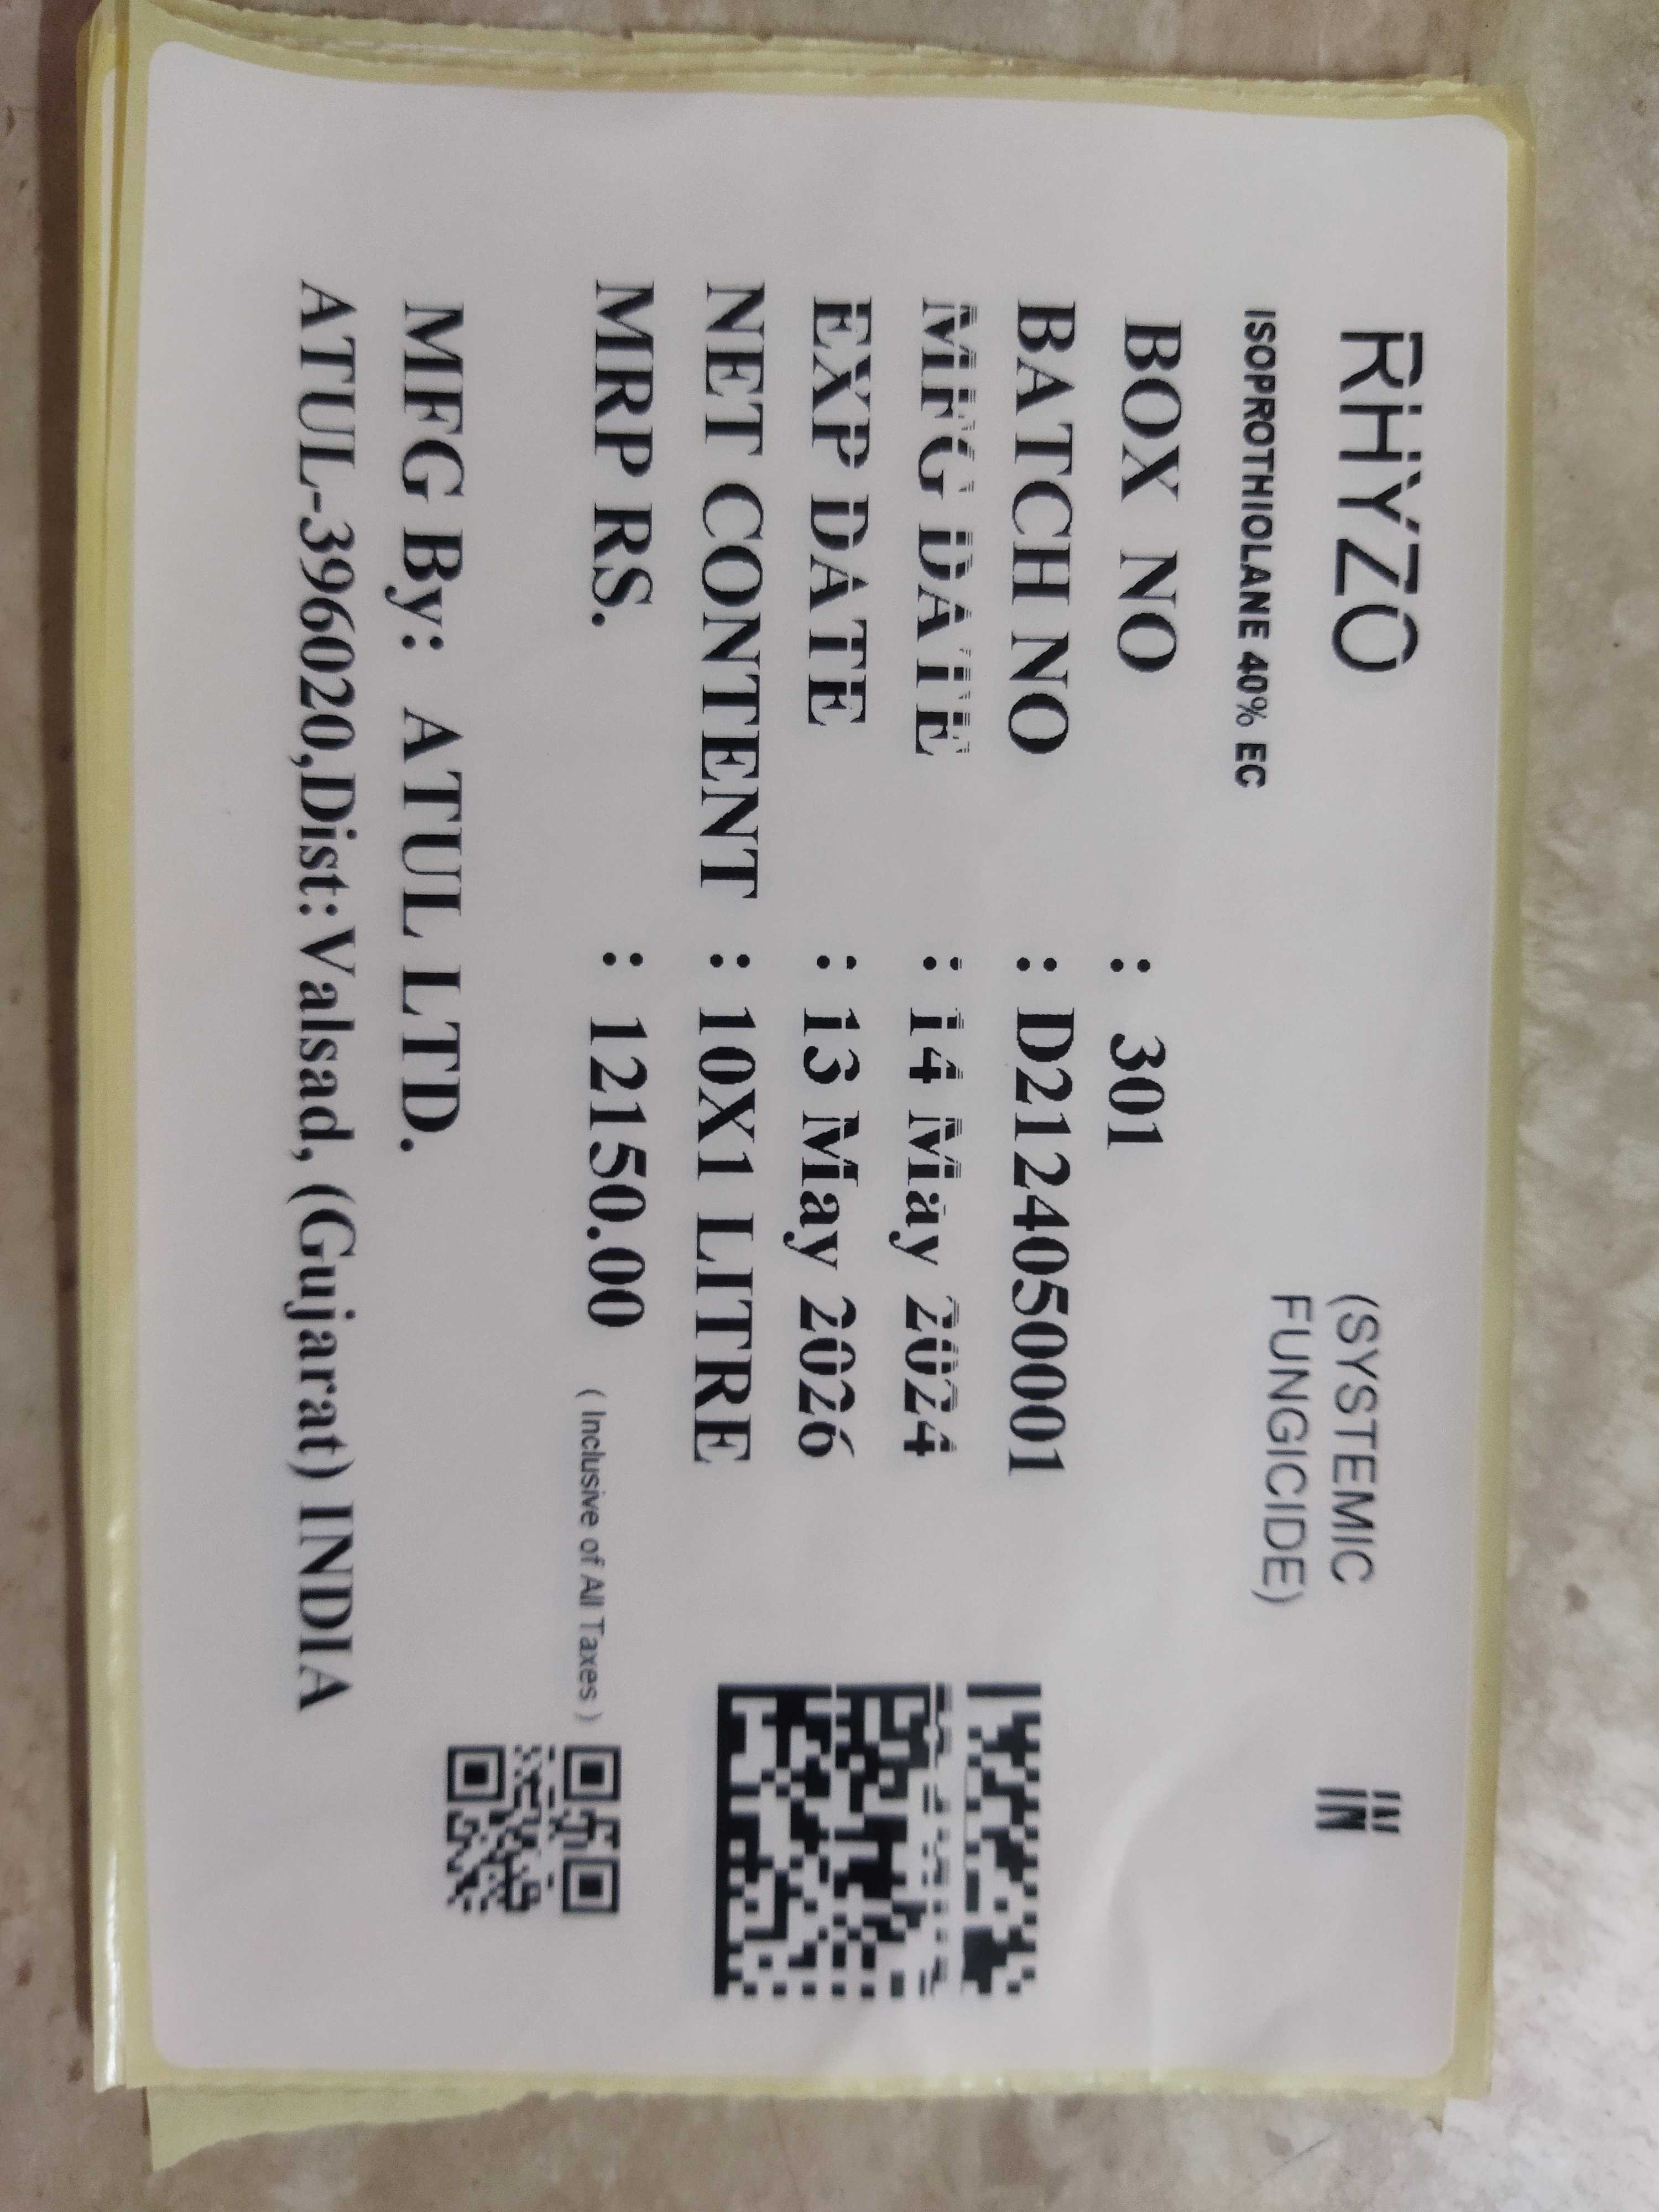 RHYZO
(SYSTEMIC
FUNGICIDE)
IN
ISOPROTHIOLANE 40% EC
BOX NO : 301
BATCH NO : D2124050001
MFG DATE : 14 May 2024
EXP DATE : 13 May 2026
NET CONTENT : 10X1 LITRE
MRP RS. : 12150.00 ( Inclusive of All Taxes )
MFG By: ATUL LTD.
ATUL-396020,Dist:Valsad, (Gujarat) INDIA